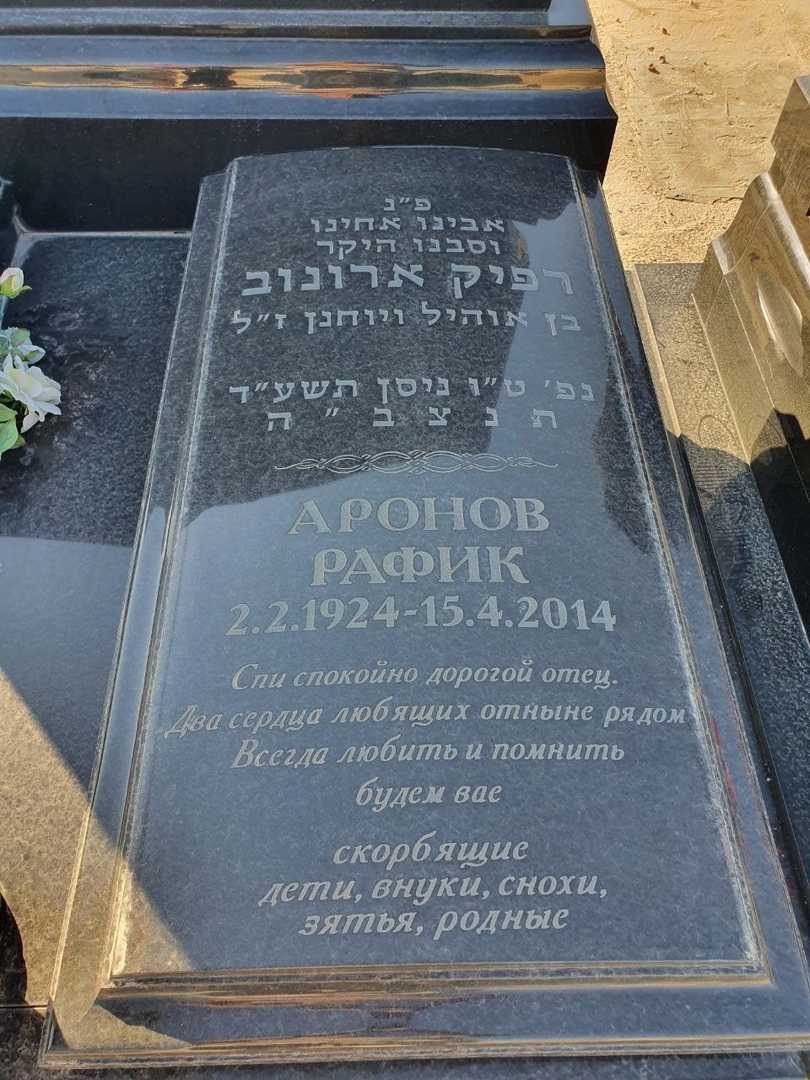 פ״נ
אבינו אחינו
וסבנו היקר
רפיק ארונוב
בן אוהיל ויוחנן ז״ל
נפ׳ ט״ו ניסן תשע״ד
ת נ צ ב ״ ה
АРОНОВ
РАФИК
2.2.1924-15.4.2014
Спи спокойно дорогой отец.
Два сердца любящих отныне рядом
Всегда любить и помнить
будем вас
скорбящие
дети, внуки, снохи,
зятья, родные